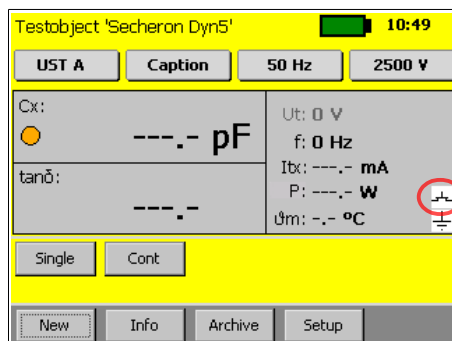 Testobject 'Secheron Dyn5' 10:49
UST A Caption 50 Hz 2500 V
Cx:
---.- pF
tanδ:
---.-
Ut: 0 V
f: 0 Hz
Itx: ---.- mA
P: ---.- W
ϑm: -.- ºC
Single Cont
New Info Archive Setup